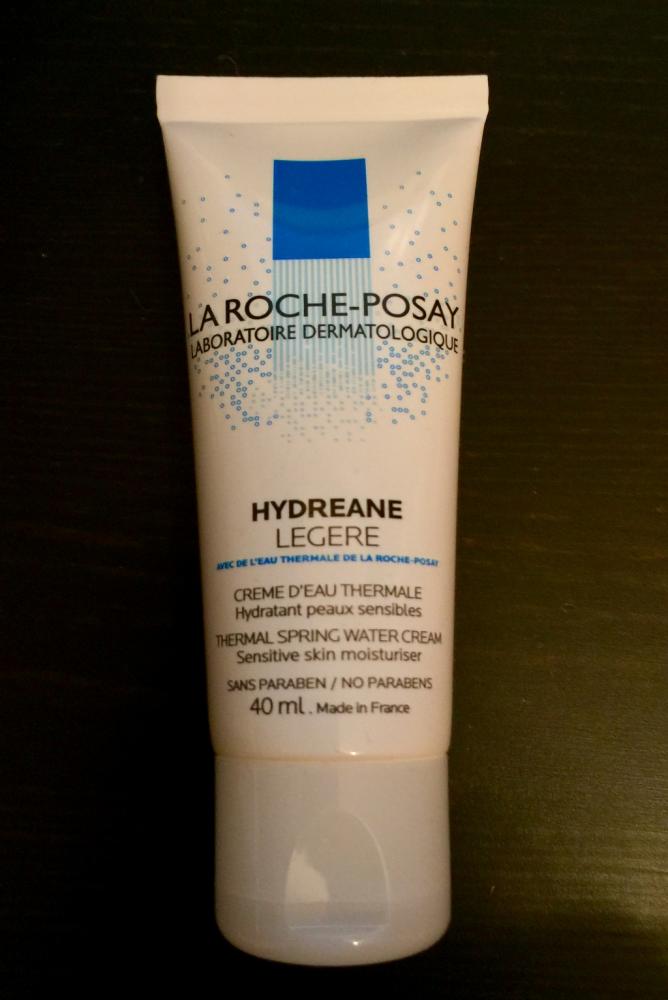 LA ROCHE-POSAY
LABORATOIRE DERMATOLOGIQUE
HYDREANE
LEGERE
AVEC DE L'EAU THERMALE DE LA ROCHE-POSAY
CREME D'EAU THERMALE
Hydratant peaux sensibles
THERMAL SPRING WATER CREAM
Sensitive skin moisturiser
SANS PARABEN / NO PARABENS
40 ml. Made in France